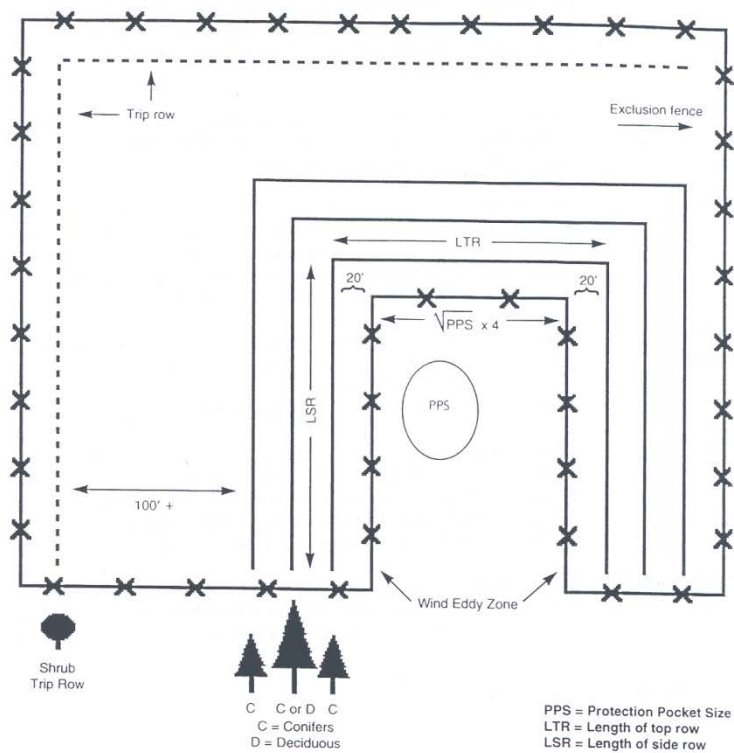 Trip row
Exclusion fence
LTR
20'
20'
√PPS x 4
LSR
PPS
100' +
Wind Eddy Zone
Shrub
Trip Row
C
C or D
C
C = Conifers
D = Deciduous
PPS = Protection Pocket Size
LTR = Length of top row
LSR = Length of side row